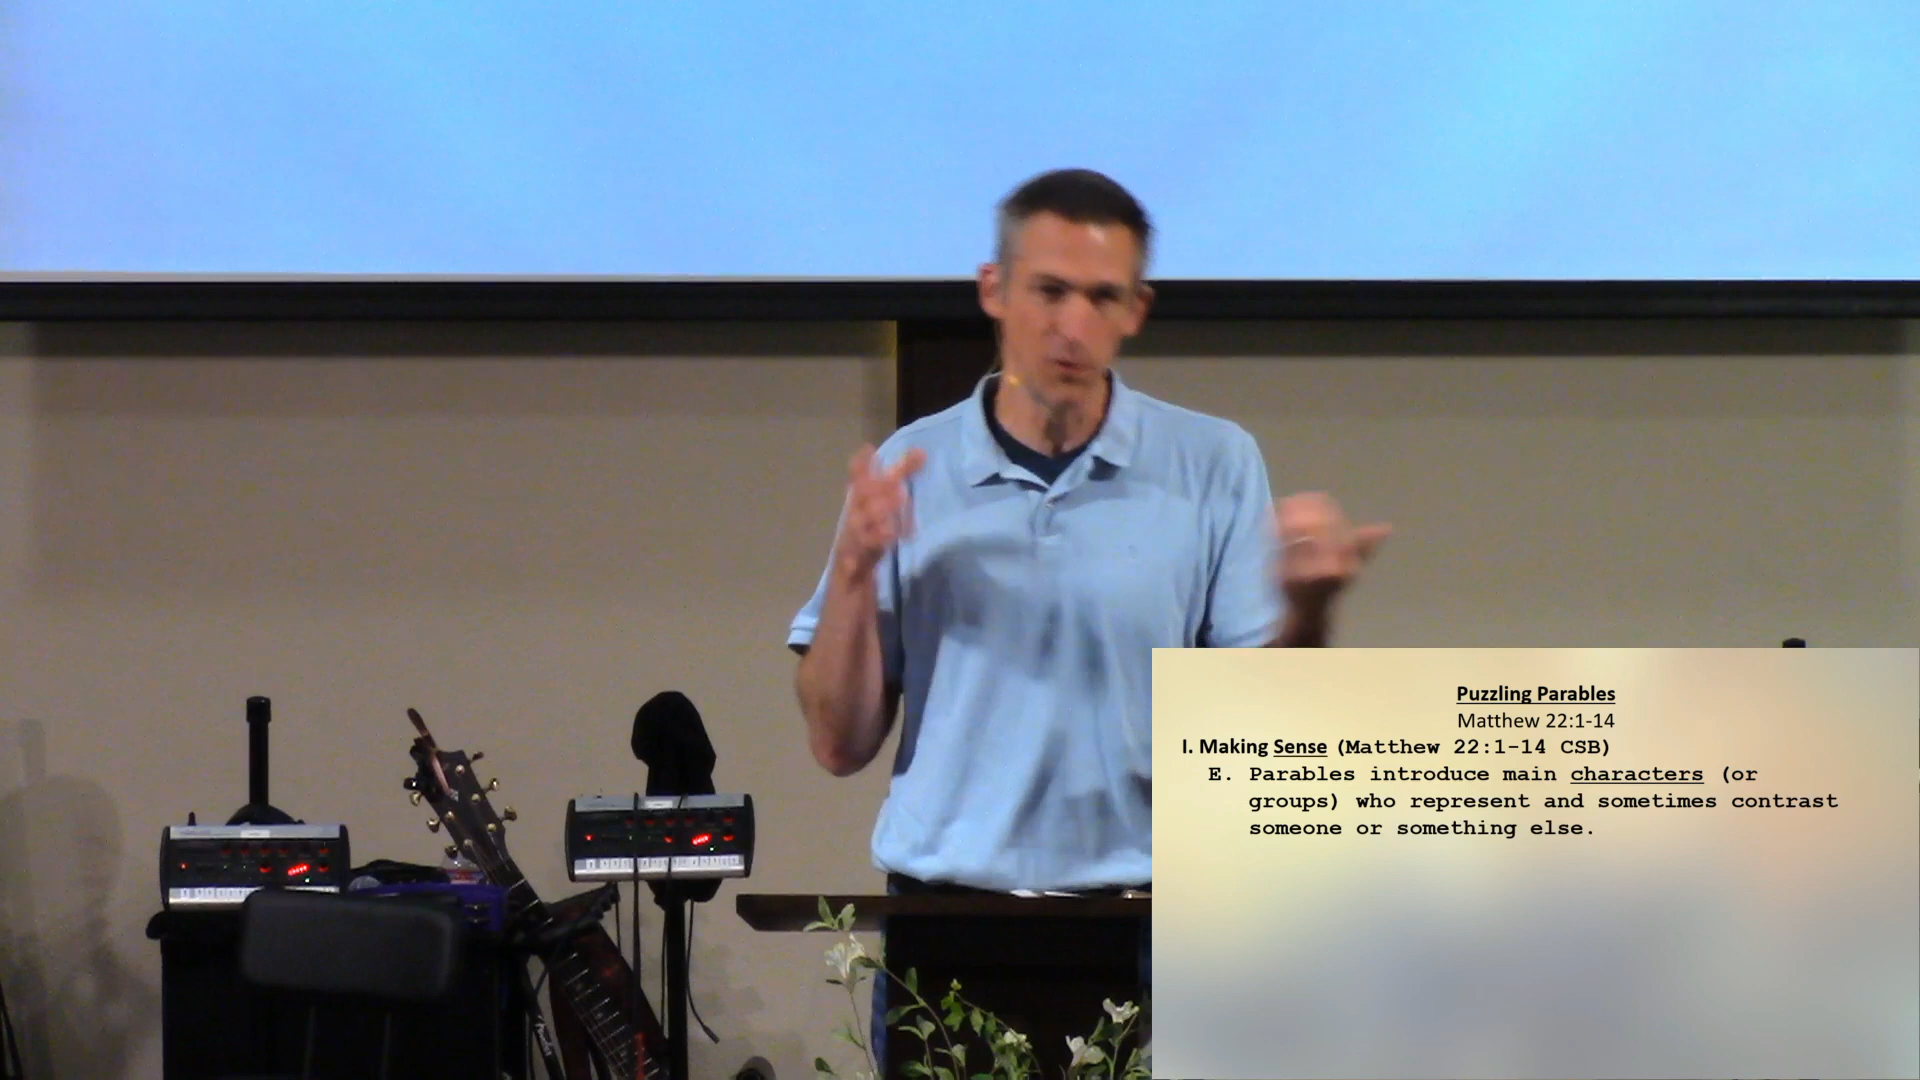 Puzzling Parables
Matthew 22:1-14
I. Making Sense (Matthew 22:1-14 CSB)
E. Parables introduce main characters (or
groups) who represent and sometimes contrast
someone or something else.